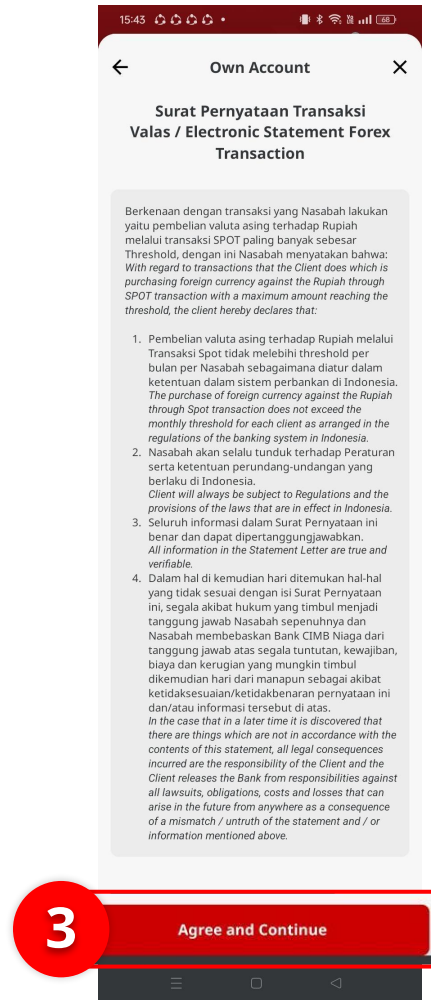 15:43
68
Own Account
Surat Pernyataan Transaksi
Valas / Electronic Statement Forex
Transaction
Berkenaan dengan transaksi yang Nasabah lakukan
yaitu pembelian valuta asing terhadap Rupiah
melalui transaksi SPOT paling banyak sebesar
Threshold, dengan ini Nasabah menyatakan bahwa:
With regard to transactions that the Client does which is
purchasing foreign currency against the Rupiah through
SPOT transaction with a maximum amount reaching the
threshold, the client hereby declares that:
1. Pembelian valuta asing terhadap Rupiah melalui
Transaksi Spot tidak melebihi threshold per
bulan per Nasabah sebagaimana diatur dalam
ketentuan dalam sistem perbankan di Indonesia.
The purchase of foreign currency against the Rupiah
through Spot transaction does not exceed the
monthly threshold for each client as arranged in the
regulations of the banking system in Indonesia.
2. Nasabah akan selalu tunduk terhadap Peraturan
serta ketentuan perundang-undangan yang
berlaku di Indonesia.
Client will always be subject to Regulations and the
provisions of the laws that are in effect in Indonesia.
3. Seluruh informasi dalam Surat Pernyataan ini
benar dan dapat dipertanggungjawabkan.
All information in the Statement Letter are true and
verifiable.
4. Dalam hal di kemudian hari ditemukan hal-hal
yang tidak sesuai dengan isi Surat Pernyataan
ini, segala akibat hukum yang timbul menjadi
tanggung jawab Nasabah sepenuhnya dan
Nasabah membebaskan Bank CIMB Niaga dari
tanggung jawab atas segala tuntutan, kewajiban,
biaya dan kerugian yang mungkin timbul
dikemudian hari dari manapun sebagai akibat
ketidaksesuaian/ketidakbenaran pernyataan ini
dan/atau informasi tersebut di atas.
In the case that in a later time it is discovered that
there are things which are not in accordance with the
contents of this statement, all legal consequences
incurred are the responsibility of the Client and the
Client releases the Bank from responsibilities against
all lawsuits, obligations, costs and losses that can
arise in the future from anywhere as a consequence
of a mismatch / untruth of the statement and / or
information mentioned above.
3
Agree and Continue